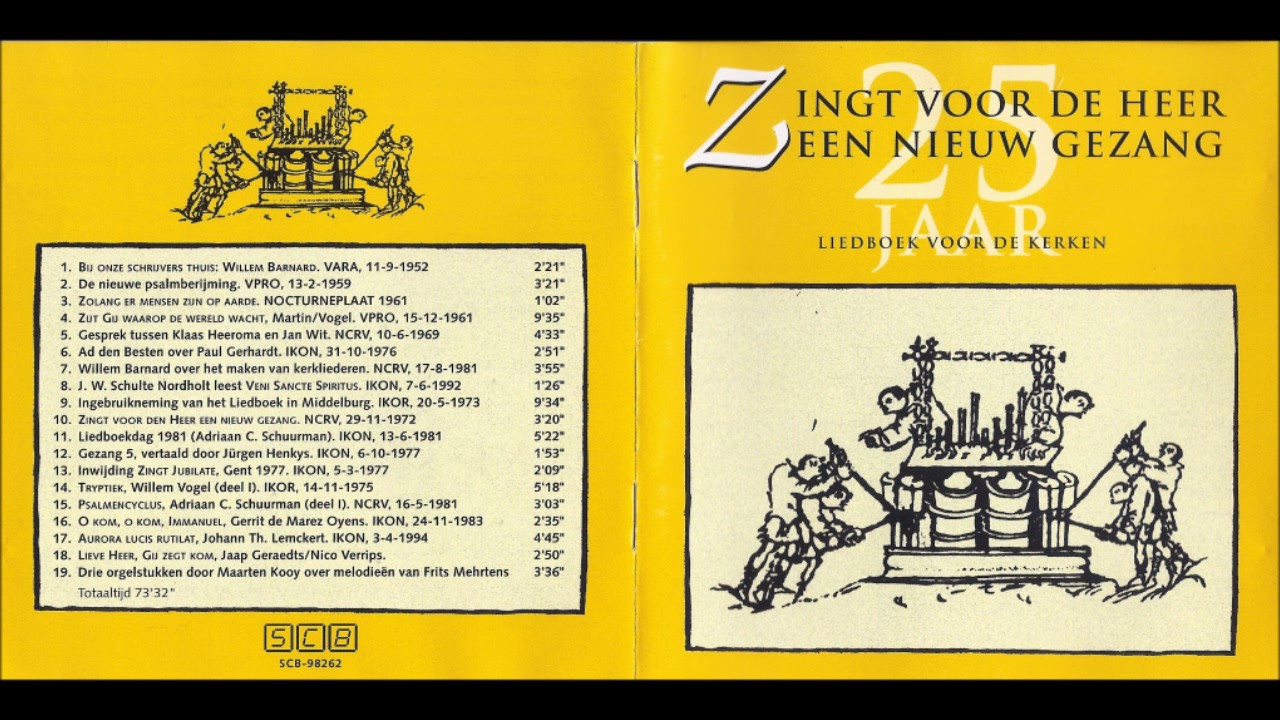 1. Bij onze schrijvers thuis: Willem Barnard. VARA, 11-9-1952 2'21"
2. De nieuwe psalmberijming. VPRO, 13-2-1959 3'21"
3. Zolang er mensen zijn op aarde. NOCTURNEPLAAT 1961 1'02"
4. Zijt Gij waarop de wereld wacht, Martin/Vogel. VPRO, 15-12-1961 9'35"
5. Gesprek tussen Klaas Heeroma en Jan Wit. NCRV, 10-6-1969 4'33"
6. Ad den Besten over Paul Gerhardt. IKON, 31-10-1976 2'51"
7. Willem Barnard over het maken van kerkliederen. NCRV, 17-8-1981 3'55"
8. J. W. Schulte Nordholt leest Veni Sancte Spiritus. IKON, 7-6-1992 1'26"
9. Ingebruikneming van het Liedboek in Middelburg. IKOR, 20-5-1973 9'34"
10. Zingt voor den Heer een nieuw gezang. NCRV, 29-11-1972 3'20"
11. Liedboekdag 1981 (Adriaan C. Schuurman). IKON, 13-6-1981 5'22"
12. Gezang 5, vertaald door Jürgen Henkys. IKON, 6-10-1977 1'53"
13. Inwijding Zingt Jubilate, Gent 1977. IKON, 5-3-1977 2'09"
14. Tryptiek, Willem Vogel (deel I). IKOR, 14-11-1975 5'18"
15. Psalmencyclus, Adriaan C. Schuurman (deel I). NCRV, 16-5-1981 3'03"
16. O kom, o kom, Immanuel, Gerrit de Marez Oyens. IKON, 24-11-1983 2'35"
17. Aurora lucis rutilat, Johann Th. Lemckert. IKON, 3-4-1994 4'45"
18. Lieve Heer, Gij zegt kom, Jaap Geraedts/Nico Verrips. 2'50"
19. Drie orgelstukken door Maarten Kooy over melodieën van Frits Mehrtens 3'36"
Totaaltijd 73'32"
SCB
SCB-98262
ZINGT VOOR DE HEER
EEN NIEUW GEZANG
25
JAAR
LIEDBOEK VOOR DE KERKEN